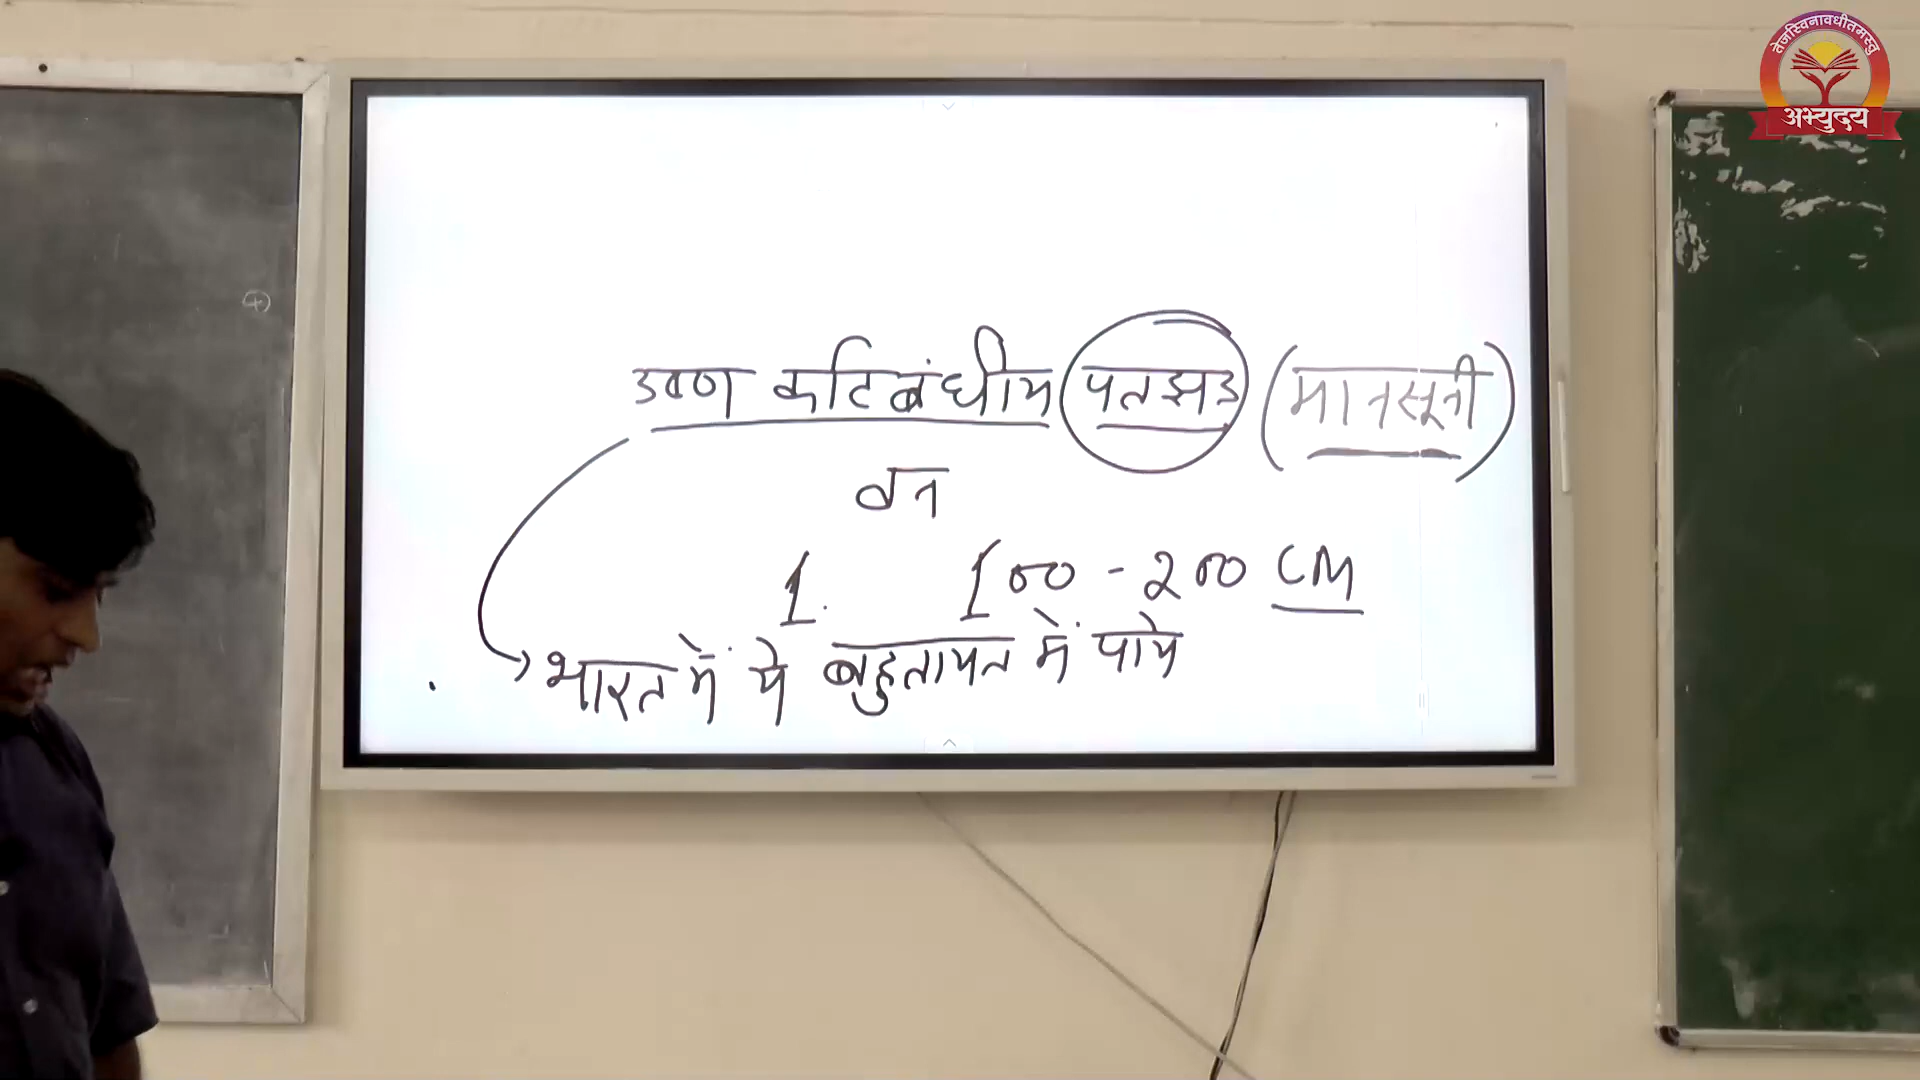 तेजस्विनावधीतमस्तु
अभ्युदय
उष्ण कटिबंधीय पतझड (मानसूनी)
वन
1. 100-200 CM
भारत में ये बहुतायत में पाये